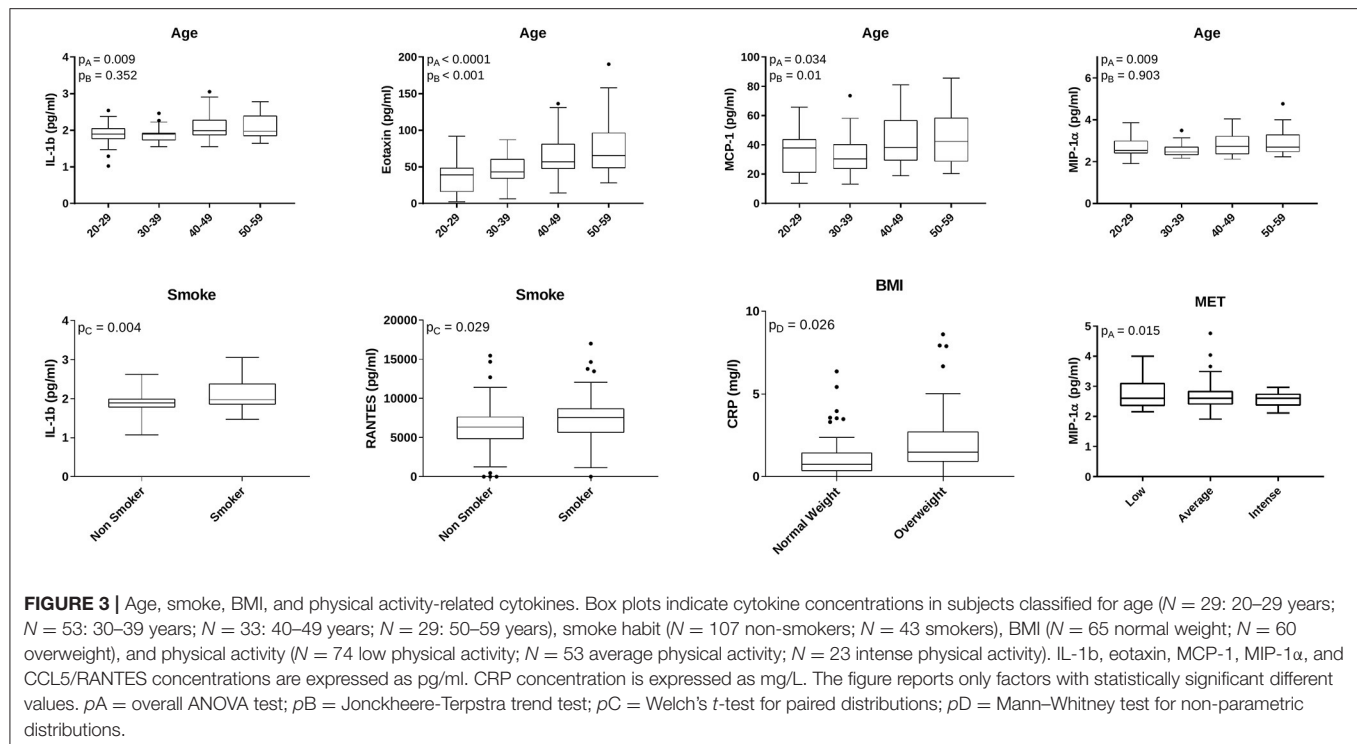 Age
pA = 0.009
pB = 0.352
IL-1b (pg/ml)
4
3
2
1
0
20-29
30-39
40-49
50-59
Age
pA < 0.0001
pB < 0.001
Eotaxin (pg/ml)
200
150
100
50
0
20-29
30-39
40-49
50-59
Age
pA = 0.034
pB = 0.01
MCP-1 (pg/ml)
100
80
60
40
20
0
20-29
30-39
40-49
50-59
Age
pA = 0.009
pB = 0.903
MIP-1α (pg/ml)
6
4
2
0
20-29
30-39
40-49
50-59
Smoke
pC = 0.004
IL-1b (pg/ml)
4
3
2
1
0
Non Smoker
Smoker
Smoke
pC = 0.029
RANTES (pg/ml)
20000
15000
10000
5000
0
Non Smoker
Smoker
BMI
pD = 0.026
CRP (mg/l)
10
5
0
Normal Weight
Overweight
MET
pA = 0.015
MIP-1α (pg/ml)
5
4
3
2
1
0
Low
Average
Intense
FIGURE 3 | Age, smoke, BMI, and physical activity-related cytokines. Box plots indicate cytokine concentrations in subjects classified for age (N = 29: 20–29 years;
N = 53: 30–39 years; N = 33: 40–49 years; N = 29: 50–59 years), smoke habit (N = 107 non-smokers; N = 43 smokers), BMI (N = 65 normal weight; N = 60
overweight), and physical activity (N = 74 low physical activity; N = 53 average physical activity; N = 23 intense physical activity). IL-1b, eotaxin, MCP-1, MIP-1α, and
CCL5/RANTES concentrations are expressed as pg/ml. CRP concentration is expressed as mg/L. The figure reports only factors with statistically significant different
values. pA = overall ANOVA test; pB = Jonckheere-Terpstra trend test; pC = Welch's t-test for paired distributions; pD = Mann–Whitney test for non-parametric
distributions.